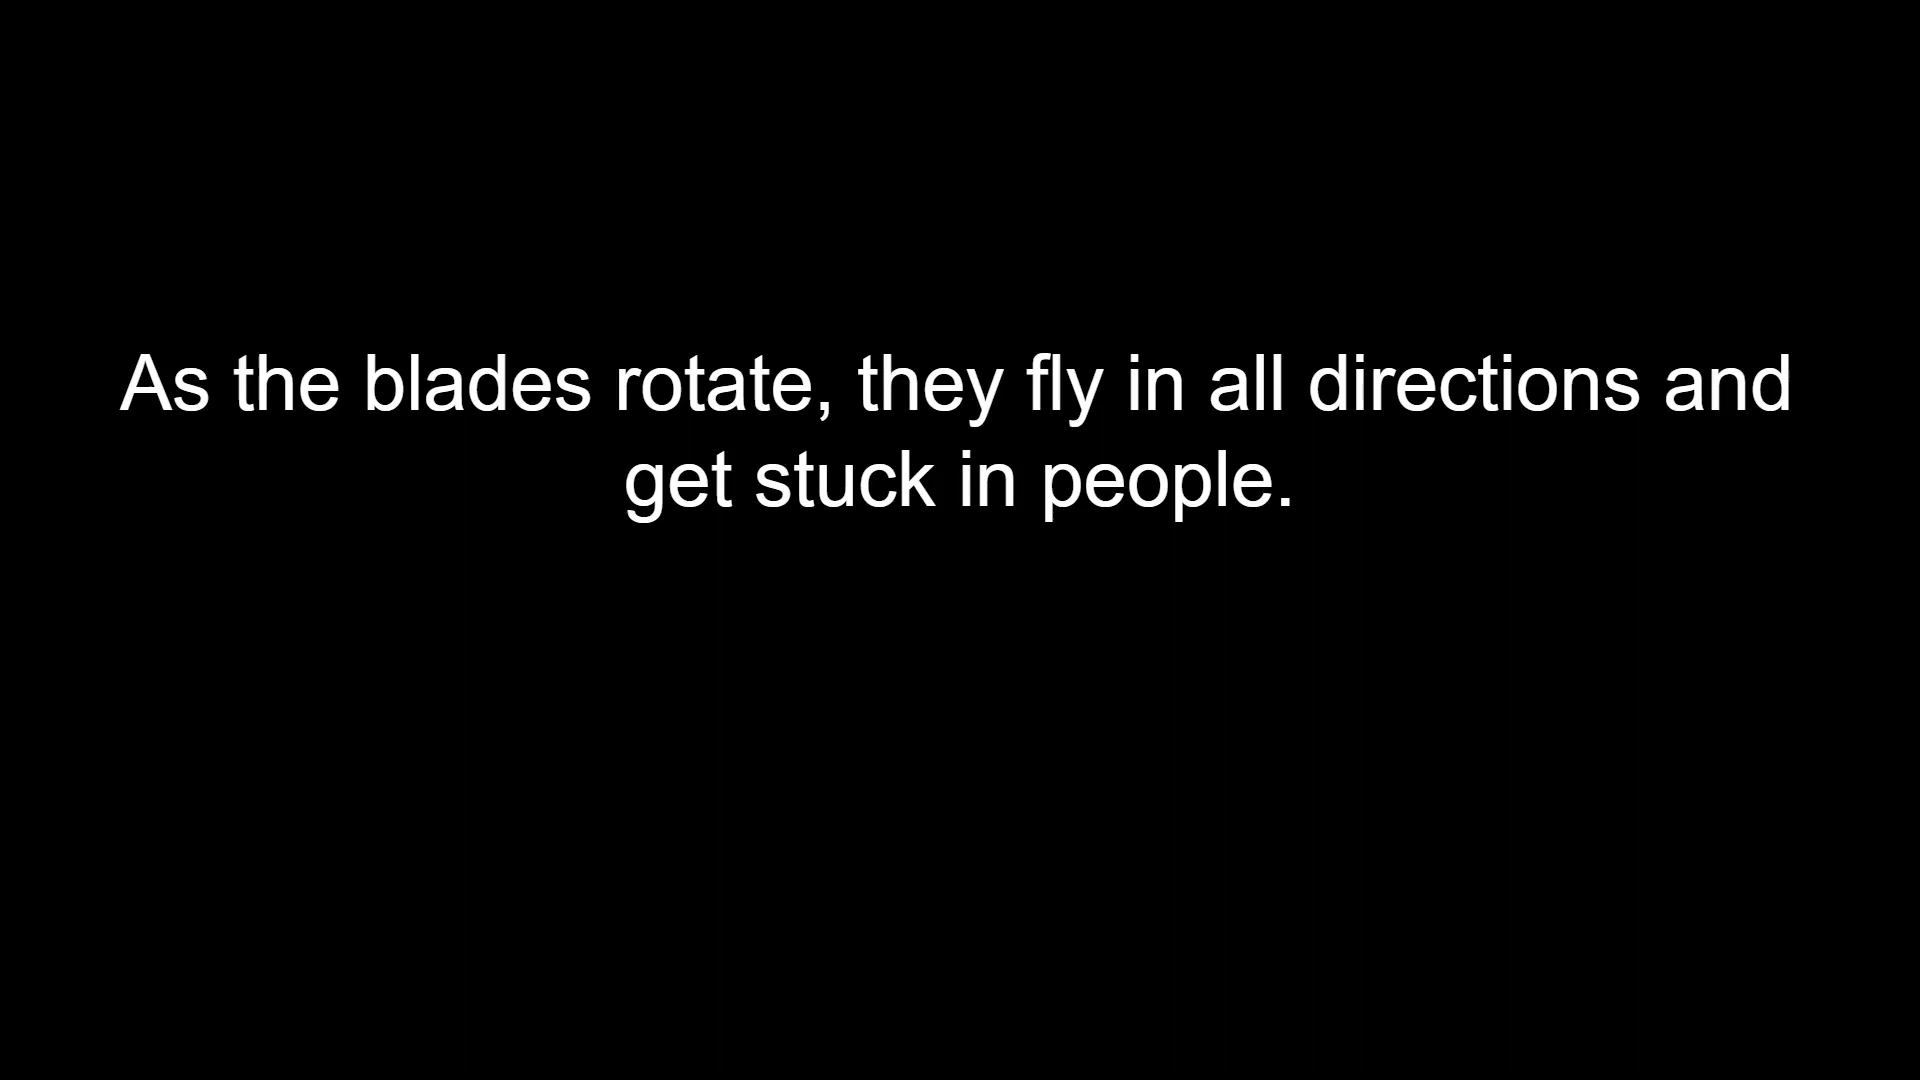 As the blades rotate, they fly in all directions and
get stuck in people.